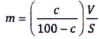 m = ( c / 100 − c ) V / S